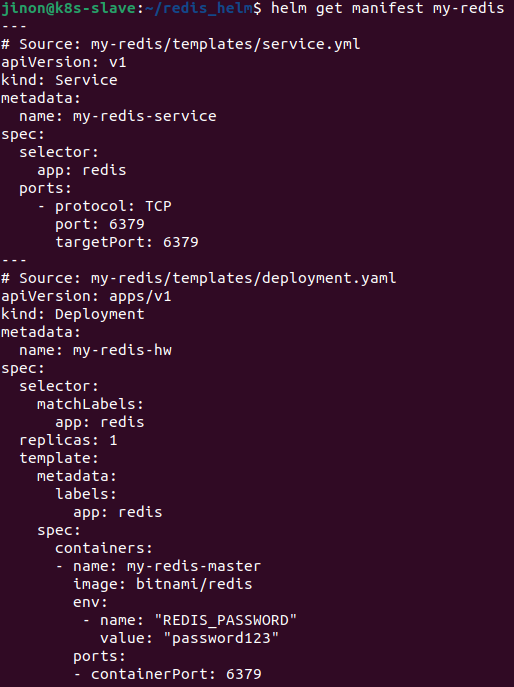 jinon@k8s-slave:~/redis_helm$ helm get manifest my-redis
---
# Source: my-redis/templates/service.yml
apiVersion: v1
kind: Service
metadata:
  name: my-redis-service
spec:
  selector:
    app: redis
  ports:
    - protocol: TCP
      port: 6379
      targetPort: 6379
---
# Source: my-redis/templates/deployment.yaml
apiVersion: apps/v1
kind: Deployment
metadata:
  name: my-redis-hw
spec:
  selector:
    matchLabels:
      app: redis
  replicas: 1
  template:
    metadata:
      labels:
        app: redis
    spec:
      containers:
      - name: my-redis-master
        image: bitnami/redis
        env:
         - name: "REDIS_PASSWORD"
           value: "password123"
        ports:
        - containerPort: 6379